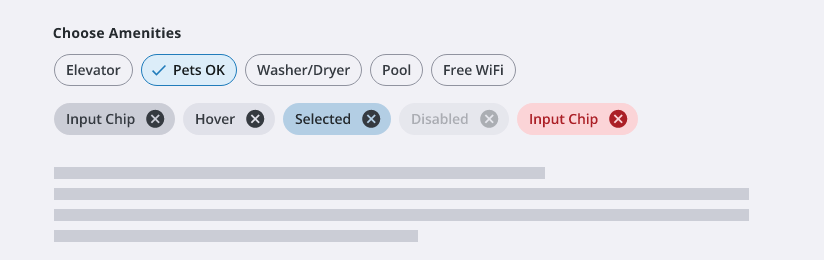 Choose Amenities
Elevator Pets OK Washer/Dryer Pool Free WiFi
Input Chip Hover Selected Disabled Input Chip